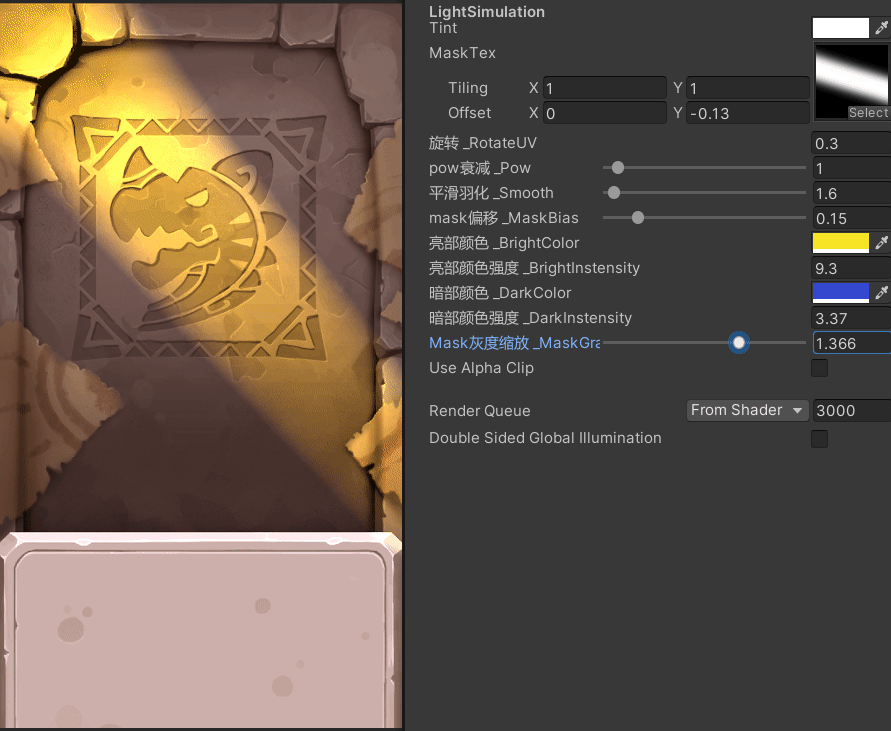 LightSimulation
Tint
MaskTex
Select
Tiling X 1 Y 1
Offset X 0 Y -0.13
旋转 _RotateUV 0.3
pow衰减 _Pow 1
平滑羽化 _Smooth 1.6
mask偏移 _MaskBias 0.15
亮部颜色 _BrightColor
亮部颜色强度 _BrightInstensity 9.3
暗部颜色 _DarkColor
暗部颜色强度 _DarkInstensity 3.37
Mask灰度缩放 _MaskGra 1.366
Use Alpha Clip
Render Queue From Shader 3000
Double Sided Global Illumination